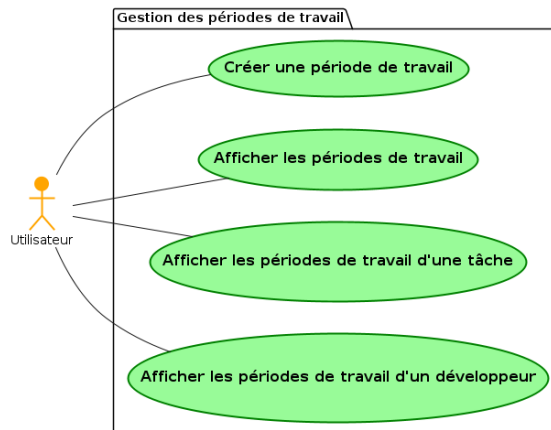 Gestion des périodes de travail
Créer une période de travail
Afficher les périodes de travail
Utilisateur
Afficher les périodes de travail d'une tâche
Afficher les périodes de travail d'un développeur